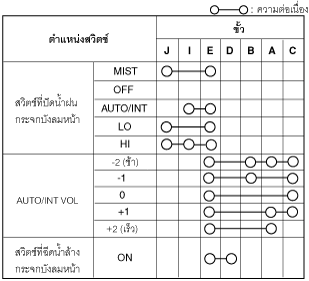 : ความต่อเนื่อง
ตำแหน่งสวิตช์
ขั้ว
J I E D B A C
สวิตช์ที่ปัดน้ำฝน
กระจกบังลมหน้า
MIST
OFF
AUTO/INT
LO
HI
AUTO/INT VOL
-2 (ช้า)
-1
0
+1
+2 (เร็ว)
สวิตช์ที่ฉีดน้ำล้าง
กระจกบังลมหน้า
ON